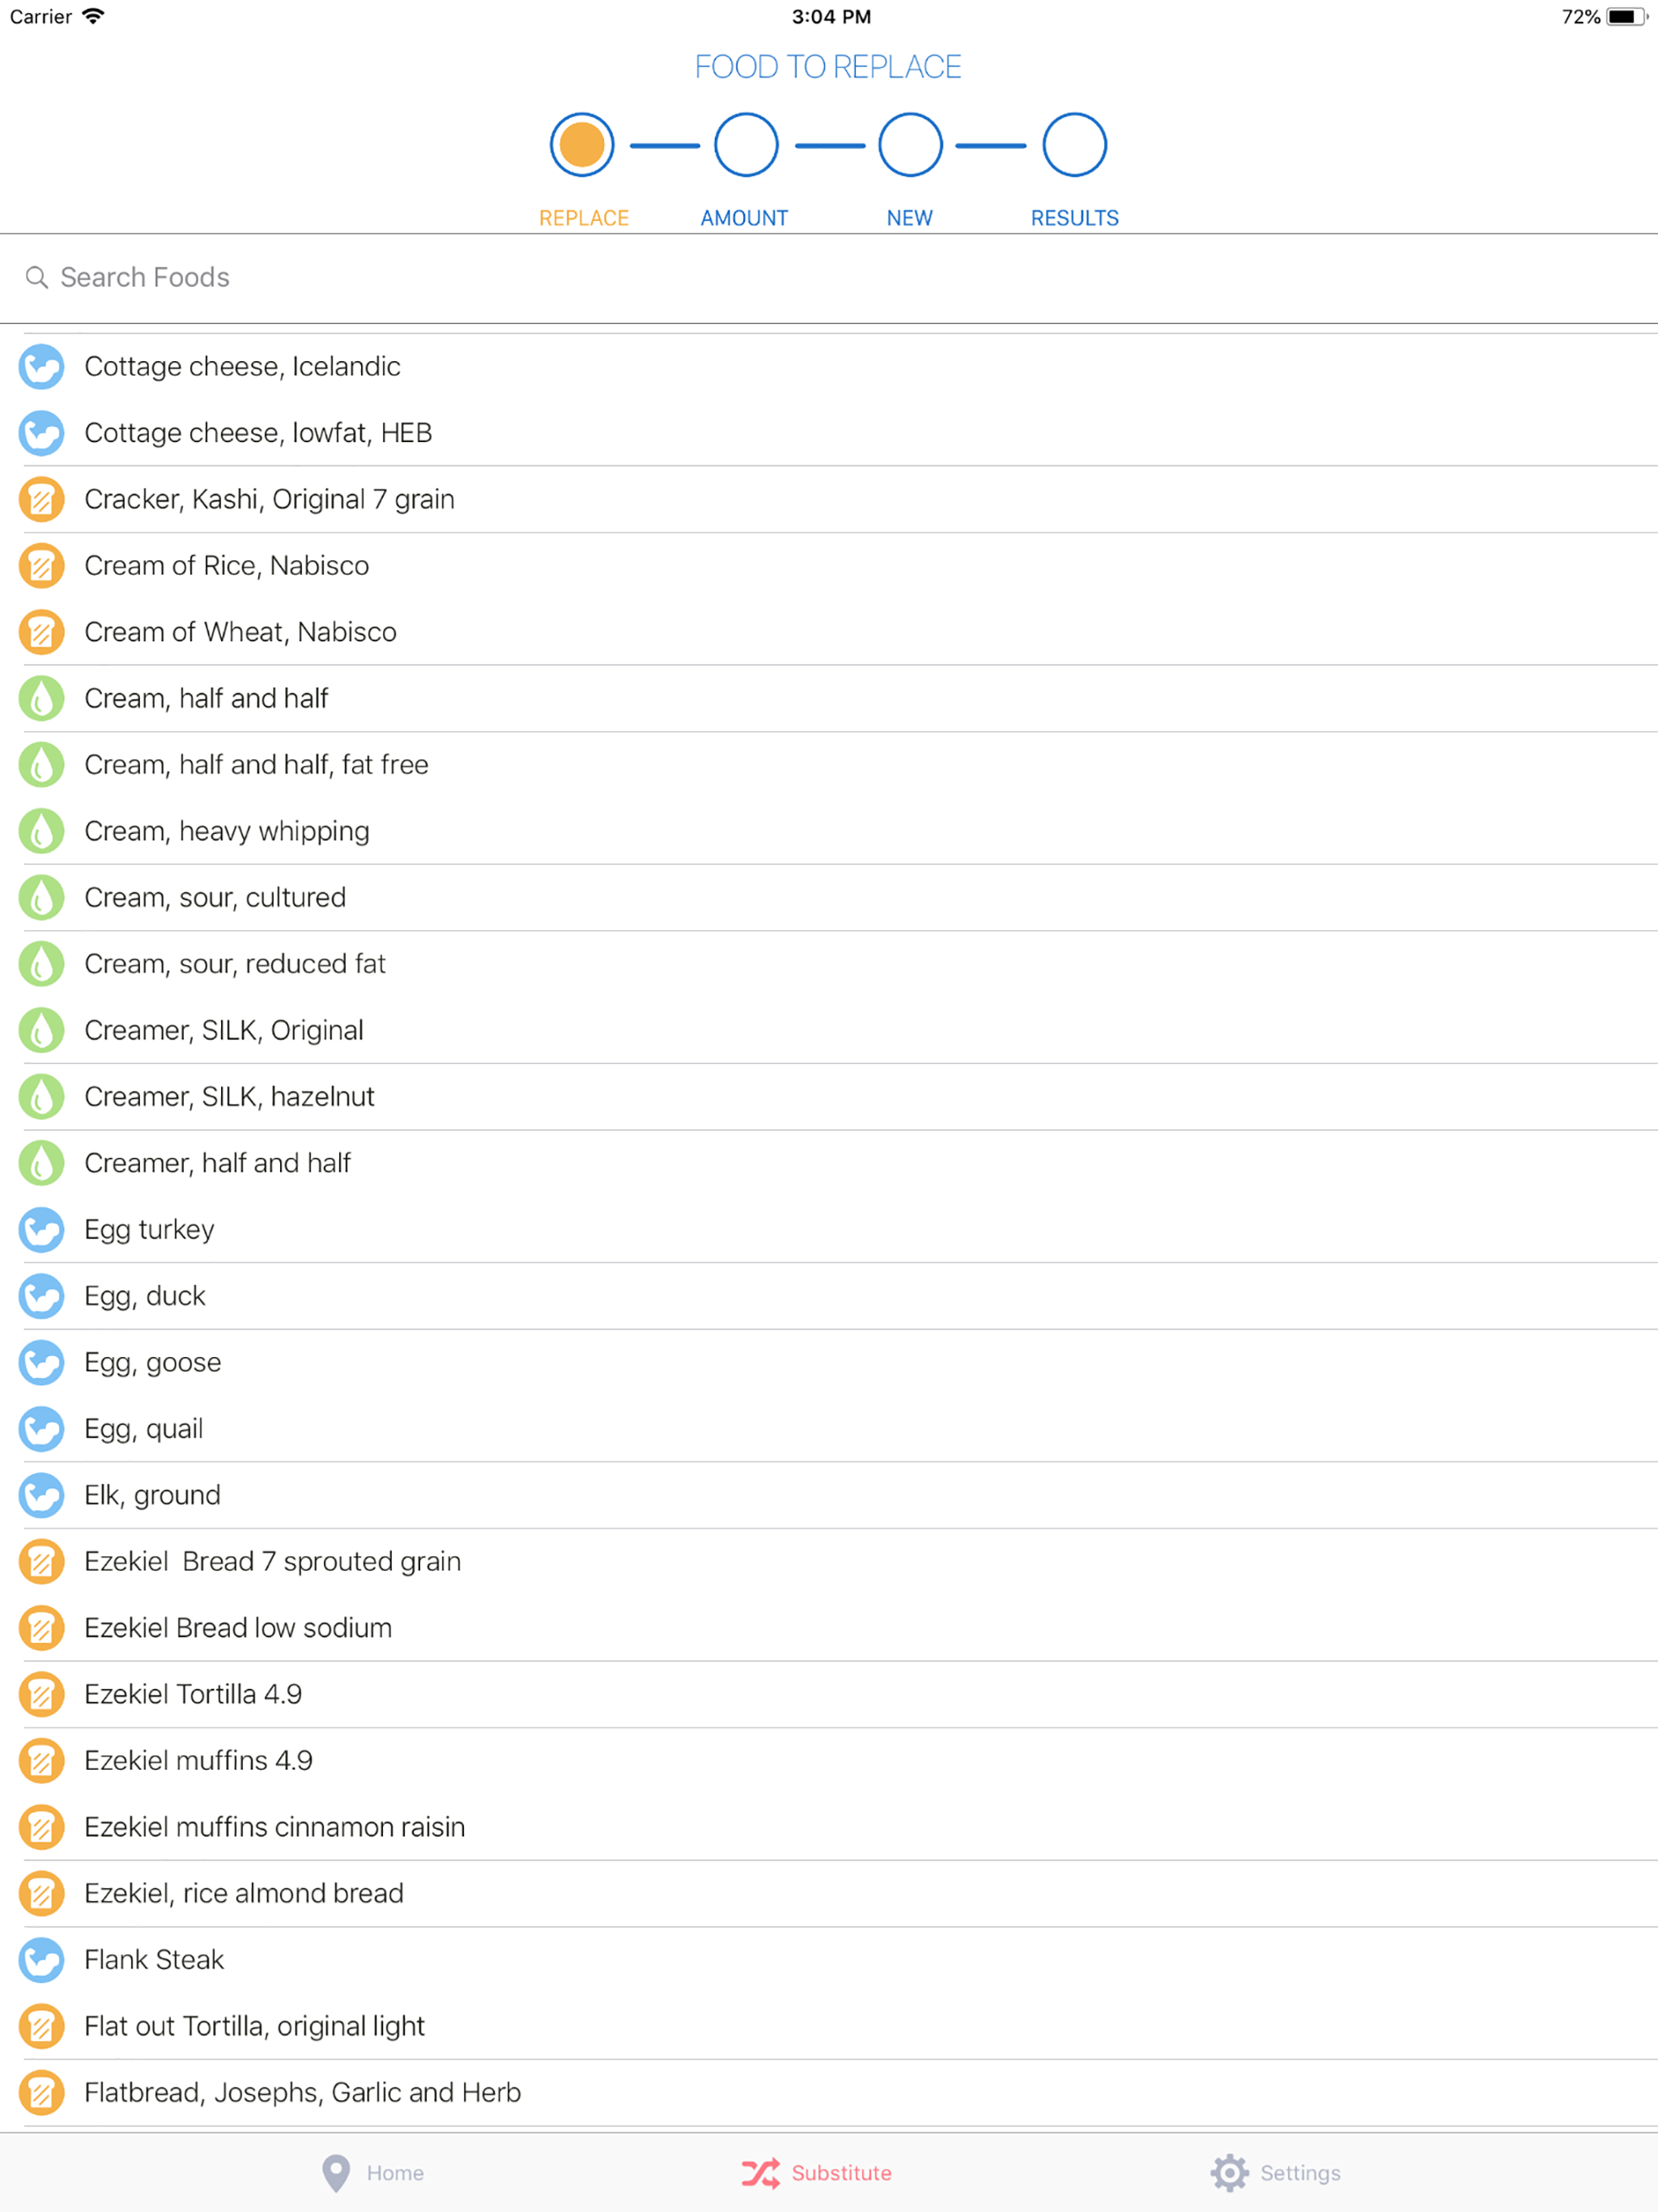 Carrier 3:04 PM 72%
FOOD TO REPLACE
REPLACE AMOUNT NEW RESULTS
Search Foods
Cottage cheese, Icelandic
Cottage cheese, lowfat, HEB
Cracker, Kashi, Original 7 grain
Cream of Rice, Nabisco
Cream of Wheat, Nabisco
Cream, half and half
Cream, half and half, fat free
Cream, heavy whipping
Cream, sour, cultured
Cream, sour, reduced fat
Creamer, SILK, Original
Creamer, SILK, hazelnut
Creamer, half and half
Egg turkey
Egg, duck
Egg, goose
Egg, quail
Elk, ground
Ezekiel  Bread 7 sprouted grain
Ezekiel Bread low sodium
Ezekiel Tortilla 4.9
Ezekiel muffins 4.9
Ezekiel muffins cinnamon raisin
Ezekiel, rice almond bread
Flank Steak
Flat out Tortilla, original light
Flatbread, Josephs, Garlic and Herb
Home Substitute Settings